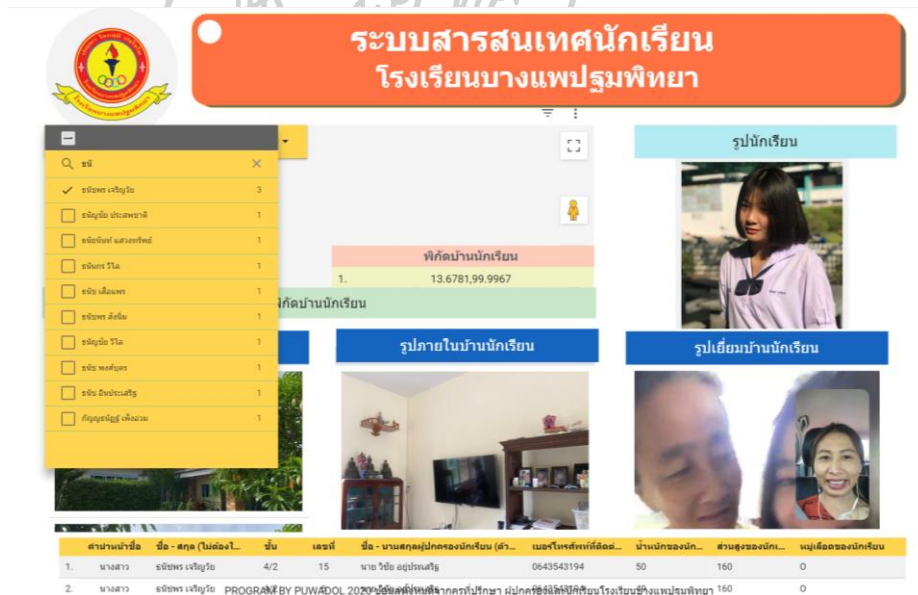 ระบบสารสนเทศนักเรียน
โรงเรียนบางแพปฐมพิทยา
รูปนักเรียน
ธนั
ธนัชพร เจริญวัย 3
ธนัญชัย ประสพชาติ 1
ธนัยนันท์ แสวงทรัพย์ 1
ธนันกร วิไล 1
ธนัช เสือแพร 1
ธนัชพร สังฉิม 1
ธนัญชัย วิไล 1
ธนัช พงศ์บุตร 1
ธนัช อินประเสริฐ 1
กัญญธนัฏฐ์ เพ็งอ่วม 1
พิกัดบ้านนักเรียน
1. 13.6781,99.9967
พิกัดบ้านนักเรียน
รูปภายในบ้านนักเรียน
รูปเยี่ยมบ้านนักเรียน
คำนำหน้าชื่อ ชื่อ - สกุล (ไม่ต้องใ... ชั้น เลขที่ ชื่อ - นามสกุลผู้ปกครองนักเรียน (ตัว... เบอร์โทรศัพท์ที่ติดต่... น้ำหนักของนัก... ส่วนสูงของนักเ... หมู่เลือดของนักเรียน
1. นางสาว ธนัชพร เจริญวัย 4/2 15 นาย วิชัย อยู่ประเสริฐ 0643543194 50 160 O
2. นางสาว ธนัชพร เจริญวัย 160 O
PROGRAM BY PUWADOL 2020